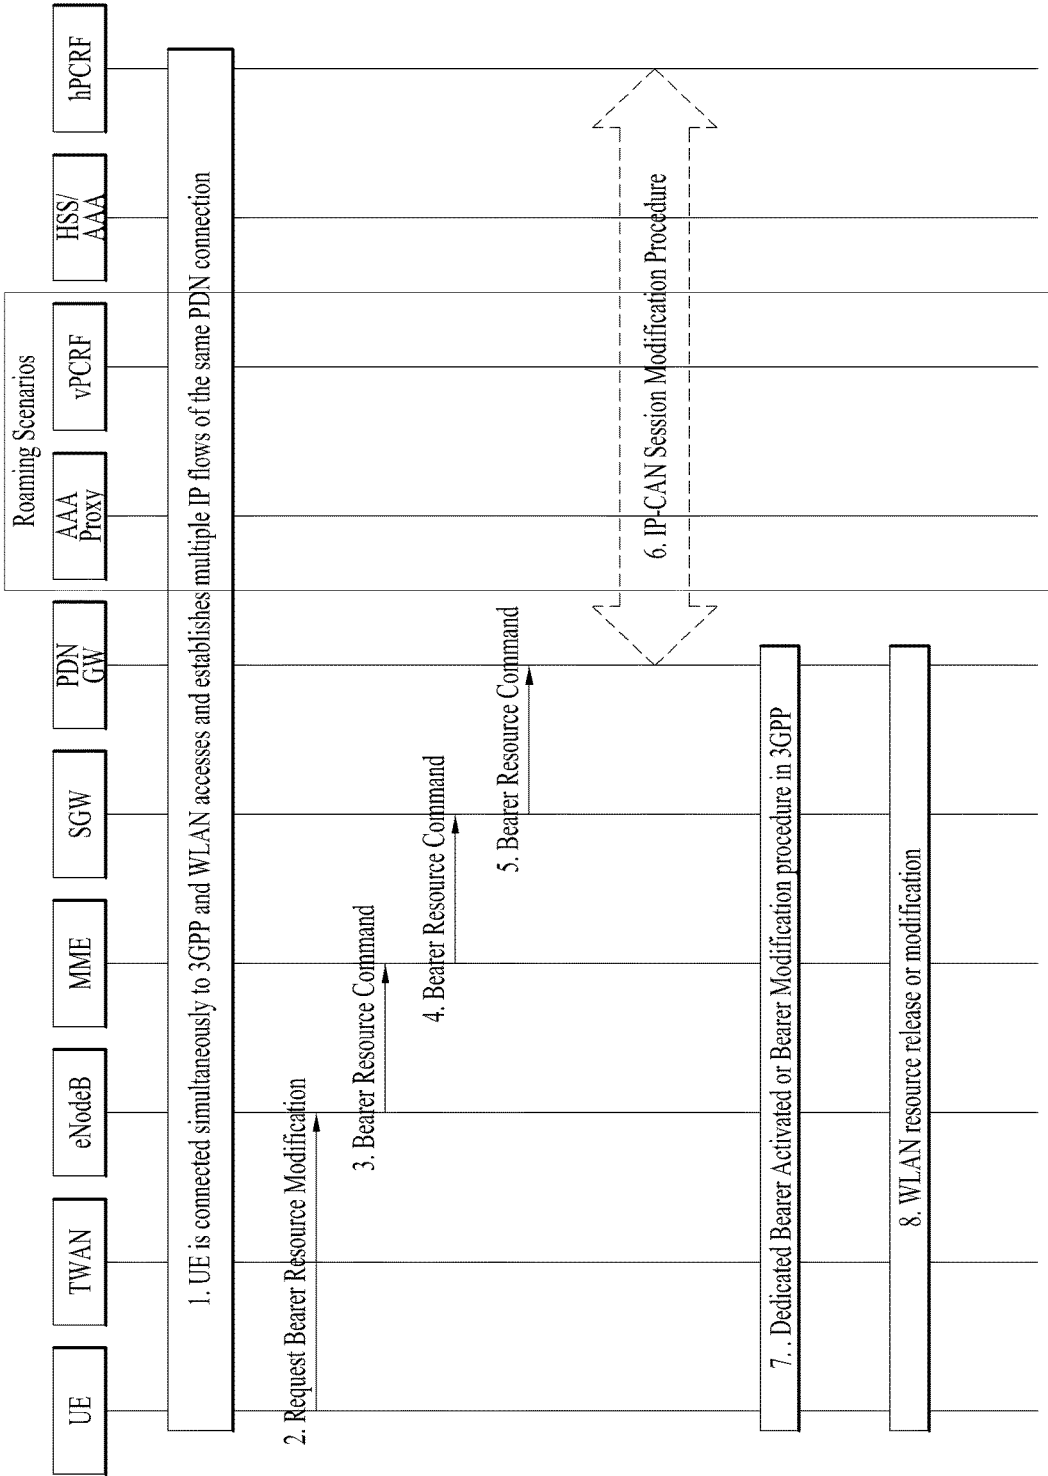 Roaming Scenarios
UE
TWAN
eNodeB
MME
SGW
PDN
GW
AAA
Proxy
vPCRF
HSS/
AAA
hPCRF
1. UE is connected simultaneously to 3GPP and WLAN accesses and establishes multiple IP flows of the same PDN connection
2. Request Bearer Resource Modification
3. Bearer Resource Command
4. Bearer Resource Command
5. Bearer Resource Command
6. IP-CAN Session Modification Procedure
7. . Dedicated Bearer Activated or Bearer Modification procedure in 3GPP
8. WLAN resource release or modification